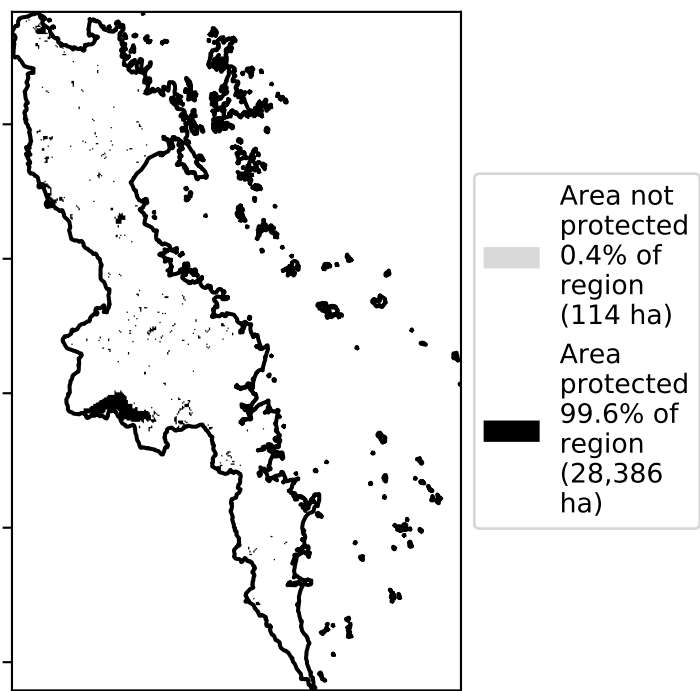 Area not
protected
0.4% of
region
(114 ha)
Area
protected
99.6% of
region
(28,386
ha)